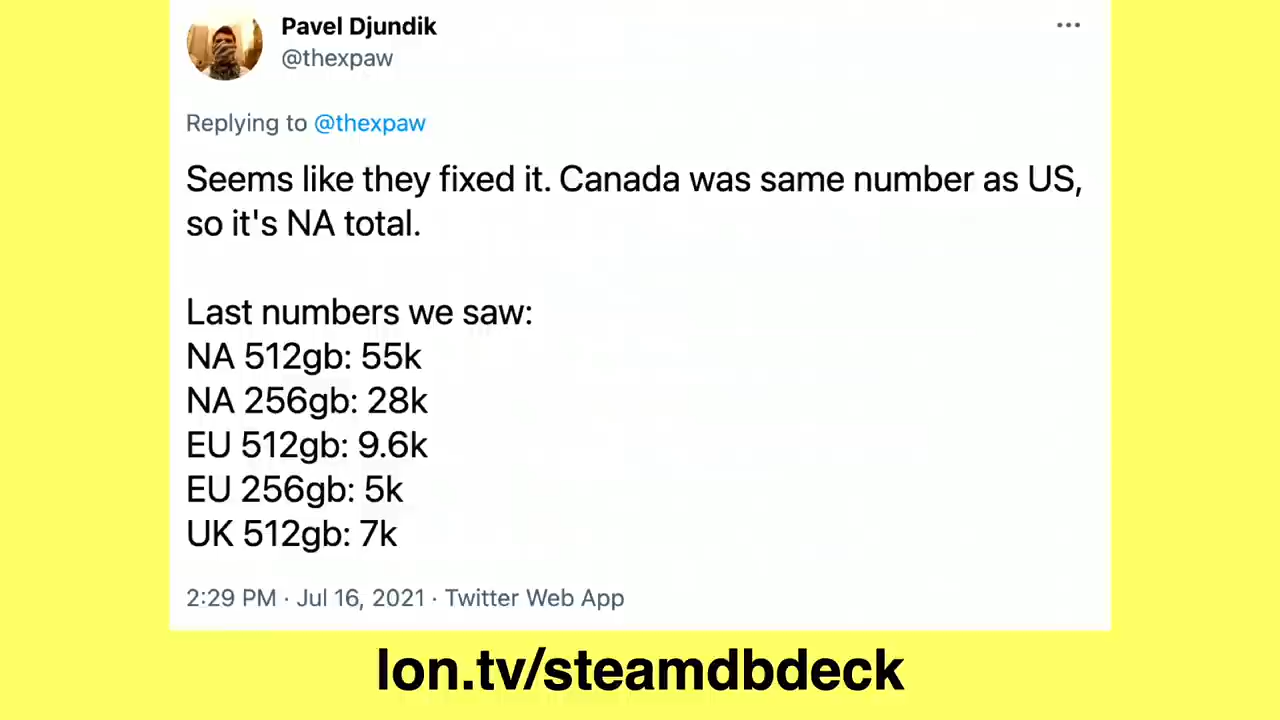 Pavel Djundik
@thexpaw
Replying to @thexpaw
Seems like they fixed it. Canada was same number as US,
so it's NA total.
Last numbers we saw:
NA 512gb: 55k
NA 256gb: 28k
EU 512gb: 9.6k
EU 256gb: 5k
UK 512gb: 7k
2:29 PM · Jul 16, 2021 · Twitter Web App
lon.tv/steamdbdeck